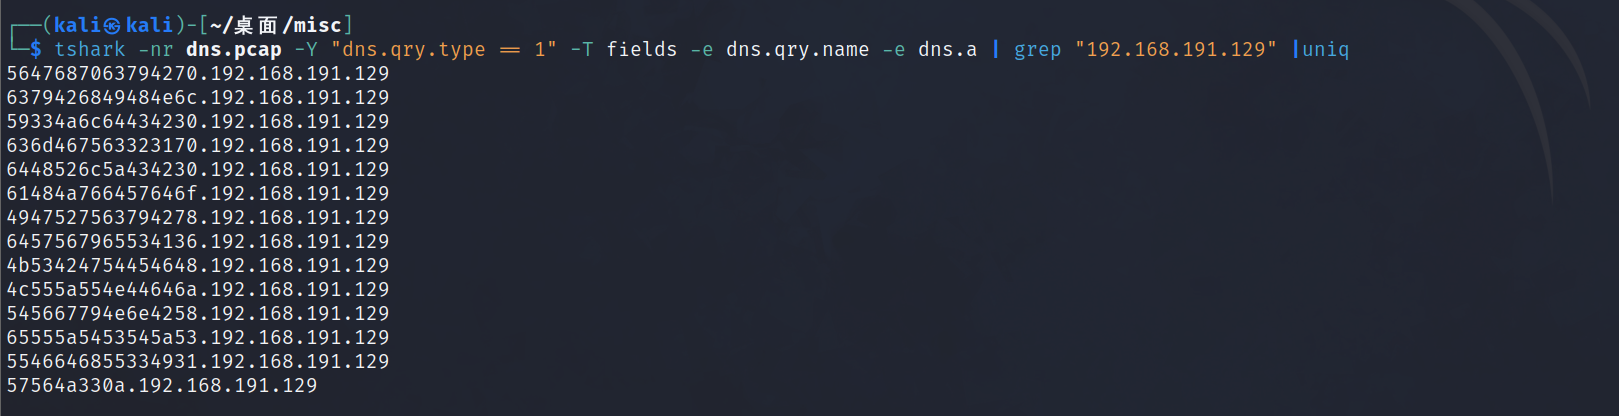 ┌──(kali㉿kali)-[~/桌面/misc]
└─$ tshark -nr dns.pcap -Y "dns.qry.type == 1" -T fields -e dns.qry.name -e dns.a | grep "192.168.191.129" |uniq
5647687063794270.192.168.191.129
6379426849484e6c.192.168.191.129
59334a6c64434230.192.168.191.129
636d467563323170.192.168.191.129
6448526c5a434230.192.168.191.129
61484a766457646f.192.168.191.129
4947527563794278.192.168.191.129
6457567965534136.192.168.191.129
4b53424754454648.192.168.191.129
4c555a554e44646a.192.168.191.129
545667794e6e4258.192.168.191.129
65555a5453545a53.192.168.191.129
5546646855334931.192.168.191.129
57564a330a.192.168.191.129